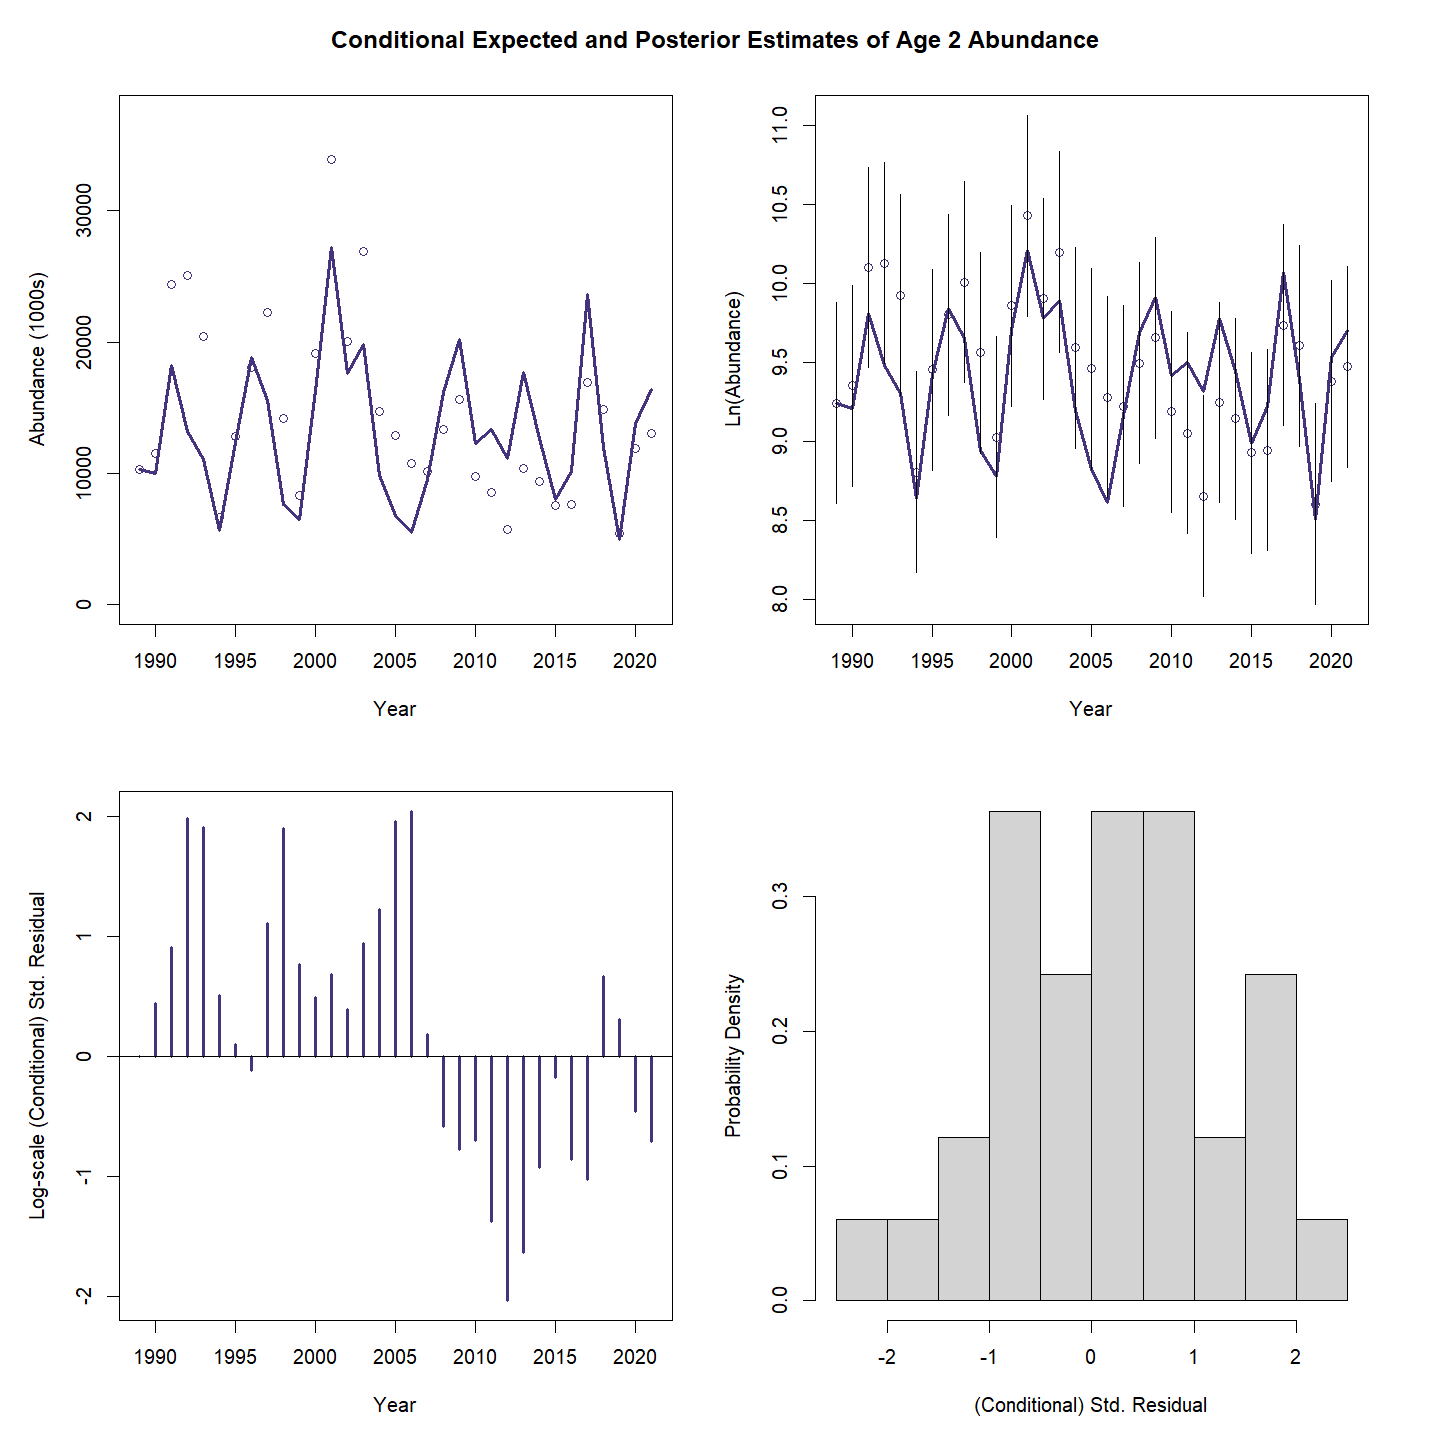 Conditional Expected and Posterior Estimates of Age 2 Abundance
Abundance (1000s)
30000
20000
10000
0
1990 1995 2000 2005 2010 2015 2020
Year
Ln(Abundance)
11.0
10.5
10.0
9.5
9.0
8.5
8.0
1990 1995 2000 2005 2010 2015 2020
Year
Log-scale (Conditional) Std. Residual
2
1
0
-1
-2
1990 1995 2000 2005 2010 2015 2020
Year
Probability Density
0.3
0.2
0.1
0.0
-2 -1 0 1 2
(Conditional) Std. Residual